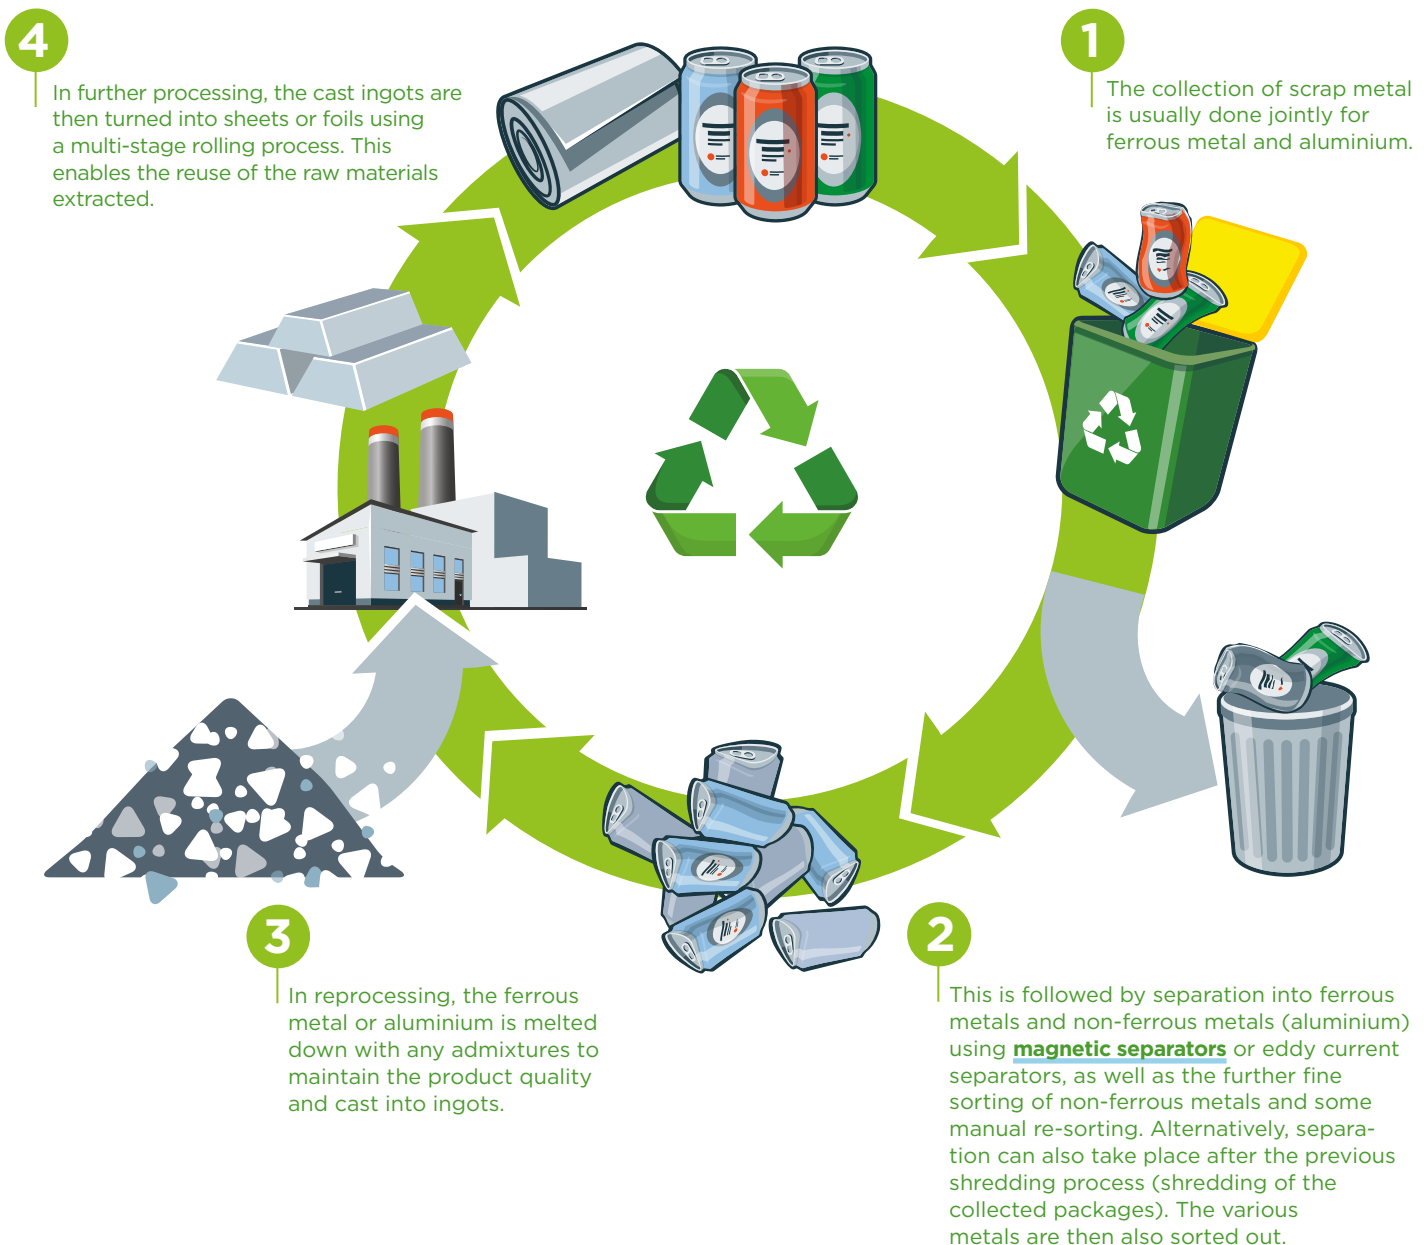 1
The collection of scrap metal
is usually done jointly for
ferrous metal and aluminium.
2
This is followed by separation into ferrous
metals and non-ferrous metals (aluminium)
using magnetic separators or eddy current
separators, as well as the further fine
sorting of non-ferrous metals and some
manual re-sorting. Alternatively, separa-
tion can also take place after the previous
shredding process (shredding of the
collected packages). The various
metals are then also sorted out.
3
In reprocessing, the ferrous
metal or aluminium is melted
down with any admixtures to
maintain the product quality
and cast into ingots.
4
In further processing, the cast ingots are
then turned into sheets or foils using
a multi-stage rolling process. This
enables the reuse of the raw materials
extracted.